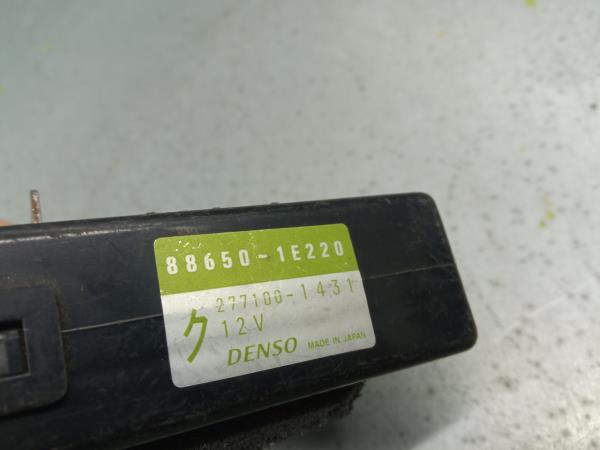 88650-1E220
277100-1431
ク 12V
DENSO MADE IN JAPAN